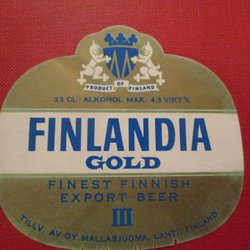 PRODUCT OF FINLAND
33 CL · ALKOHOL MAX. 4,5 VIKT%
FINLANDIA
GOLD
FINEST FINNISH
EXPORT BEER
III
TILLV. AV OY MALLASJUOMA, LAHTI, FINLAND